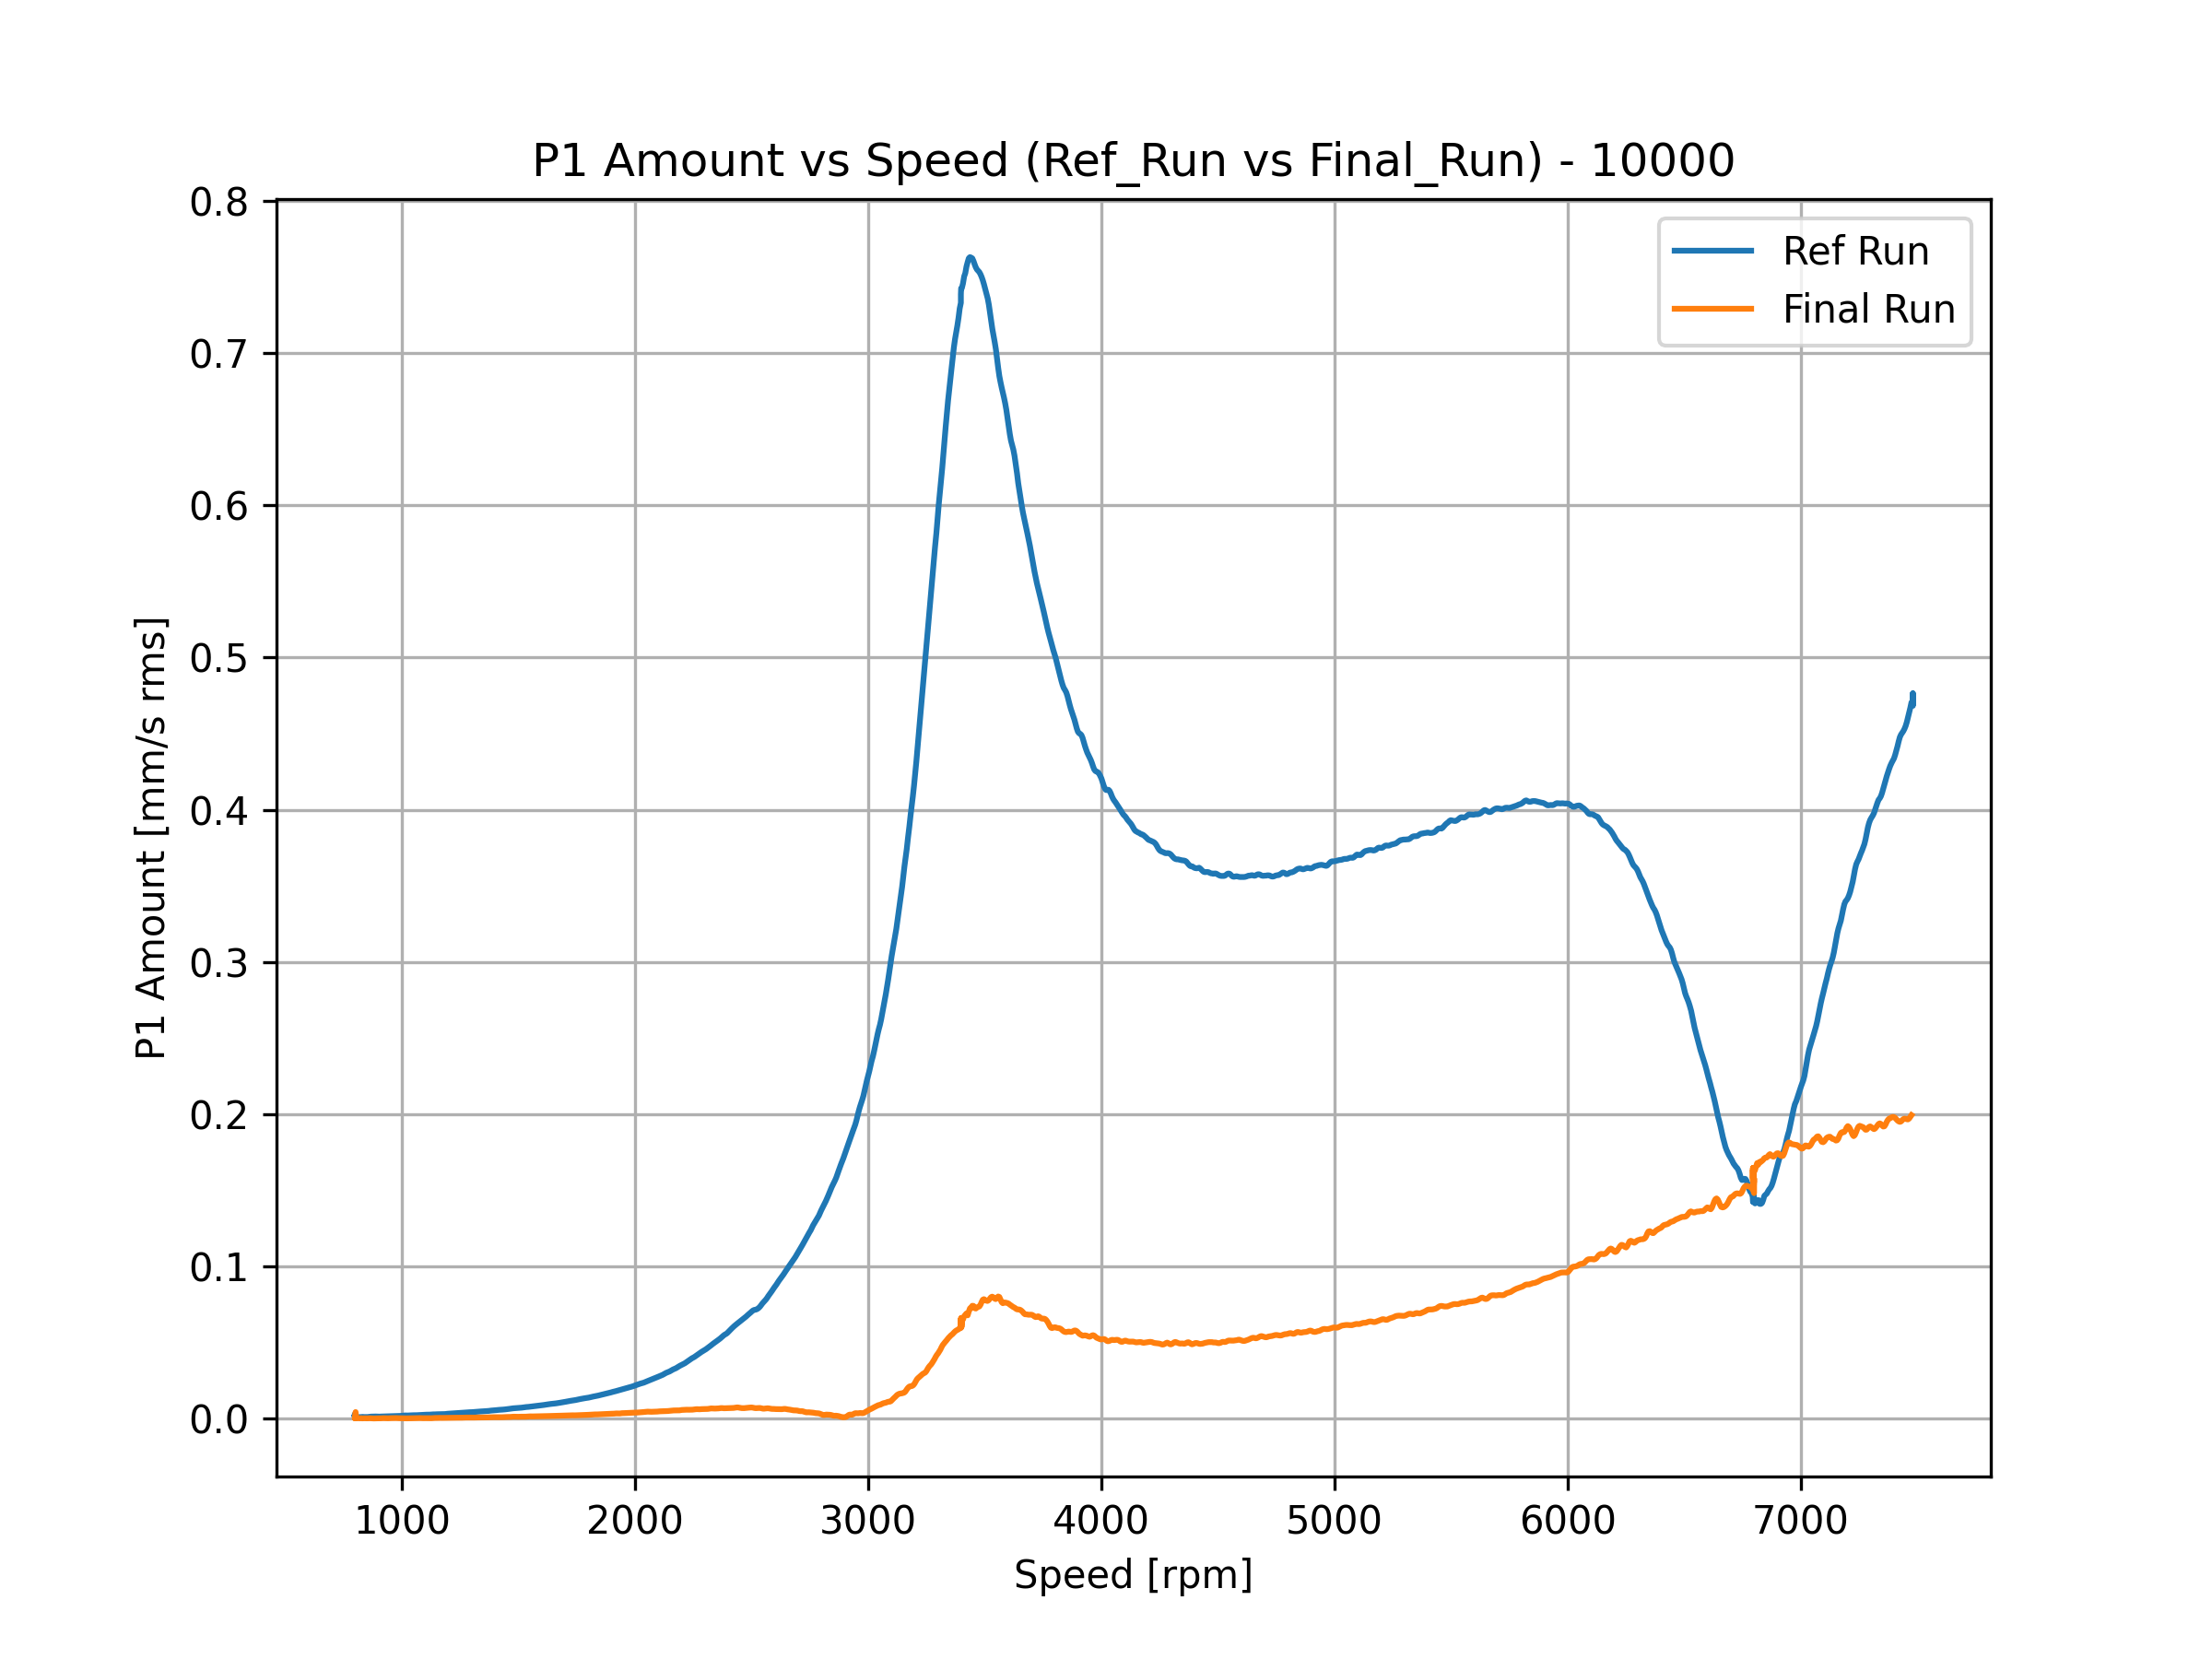 P1 Amount vs Speed (Ref_Run vs Final_Run) - 10000
Ref Run
Final Run
0.8
0.7
0.6
0.5
0.4
0.3
0.2
0.1
0.0
P1 Amount [mm/s rms]
1000 2000 3000 4000 5000 6000 7000
Speed [rpm]